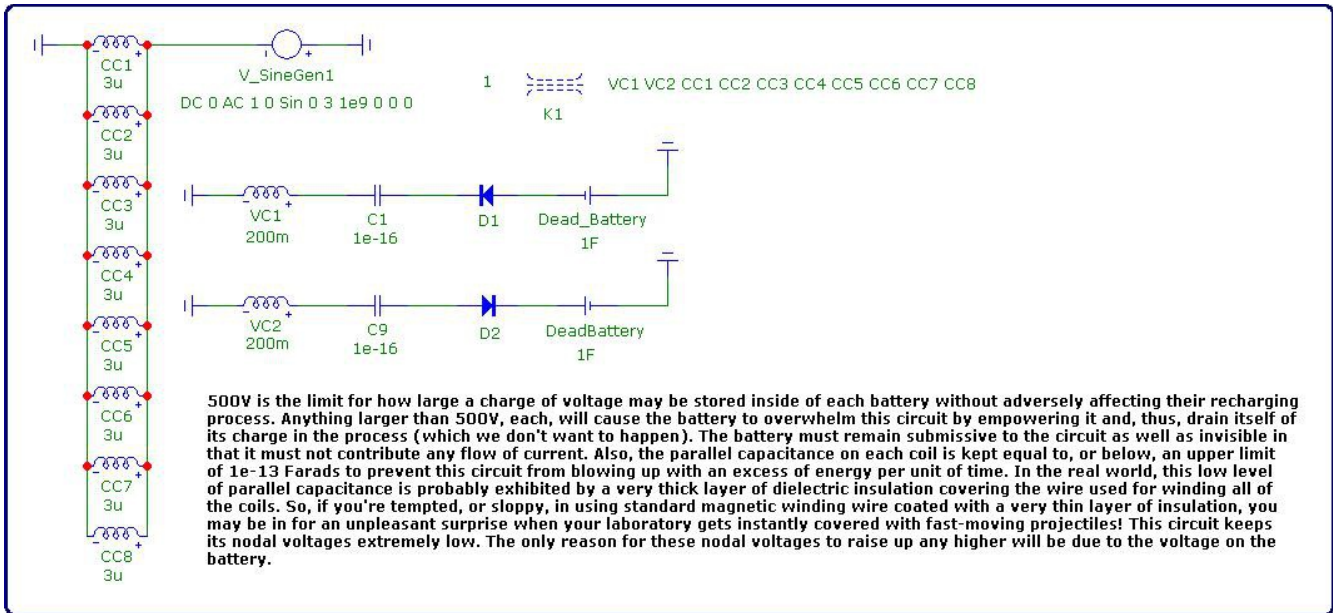 CC1
3u
V_SineGen1
DC 0 AC 1 0 Sin 0 3 1e9 0 0 0
1
VC1 VC2 CC1 CC2 CC3 CC4 CC5 CC6 CC7 CC8
K1
CC2
3u
CC3
3u
VC1
200m
C1
1e-16
D1
Dead_Battery
1F
CC4
3u
VC2
200m
C9
1e-16
D2
DeadBattery
1F
CC5
3u
CC6
3u
CC7
3u
CC8
3u
500V is the limit for how large a charge of voltage may be stored inside of each battery without adversely affecting their recharging
process. Anything larger than 500V, each, will cause the battery to overwhelm this circuit by empowering it and, thus, drain itself of
its charge in the process (which we don't want to happen). The battery must remain submissive to the circuit as well as invisible in
that it must not contribute any flow of current. Also, the parallel capacitance on each coil is kept equal to, or below, an upper limit
of 1e-13 Farads to prevent this circuit from blowing up with an excess of energy per unit of time. In the real world, this low level
of parallel capacitance is probably exhibited by a very thick layer of dielectric insulation covering the wire used for winding all of
the coils. So, if you're tempted, or sloppy, in using standard magnetic winding wire coated with a very thin layer of insulation, you
may be in for an unpleasant surprise when your laboratory gets instantly covered with fast-moving projectiles! This circuit keeps
its nodal voltages extremely low. The only reason for these nodal voltages to raise up any higher will be due to the voltage on the
battery.